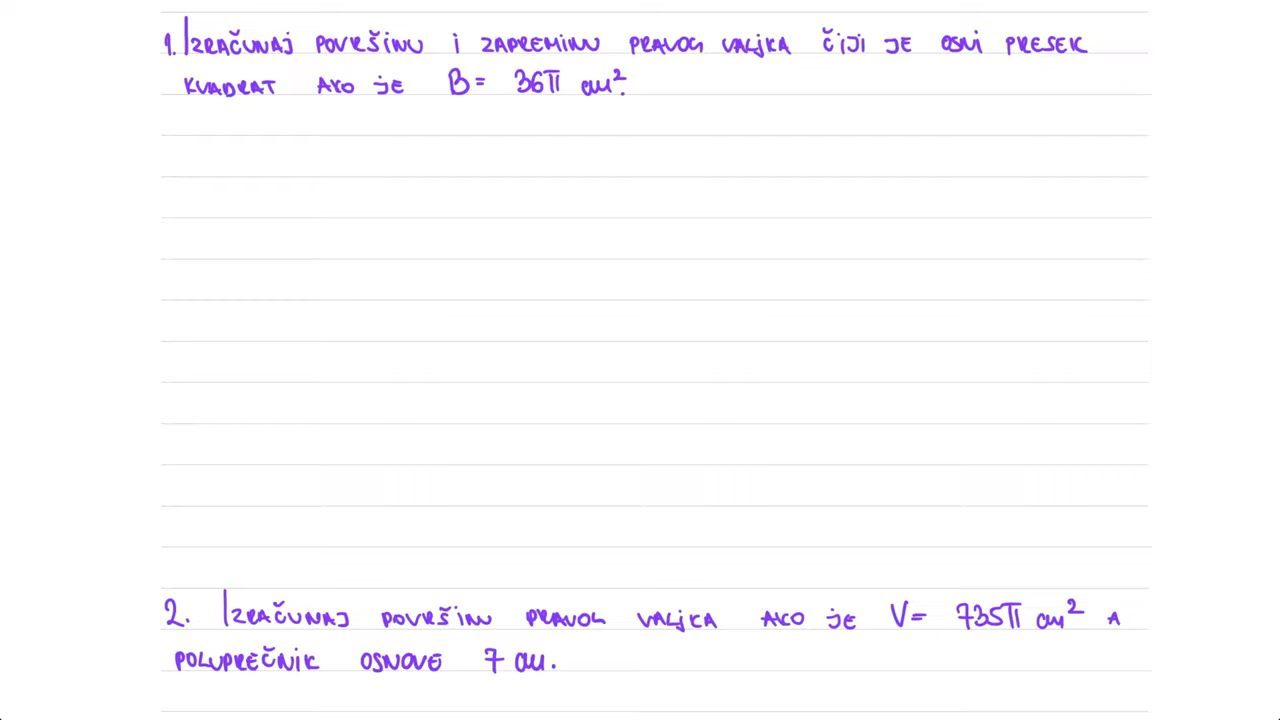 1. IZRAČUNAJ POVRŠINU I ZAPREMINU PRAVOG VALJKA ČIJI JE OSNI PRESEK
KVADRAT AKO JE B = 36π cm².
2. IZRAČUNAJ POVRŠINU PRAVOG VALJKA AKO JE V = 735π cm² A
POLUPREČNIK OSNOVE 7 cm.